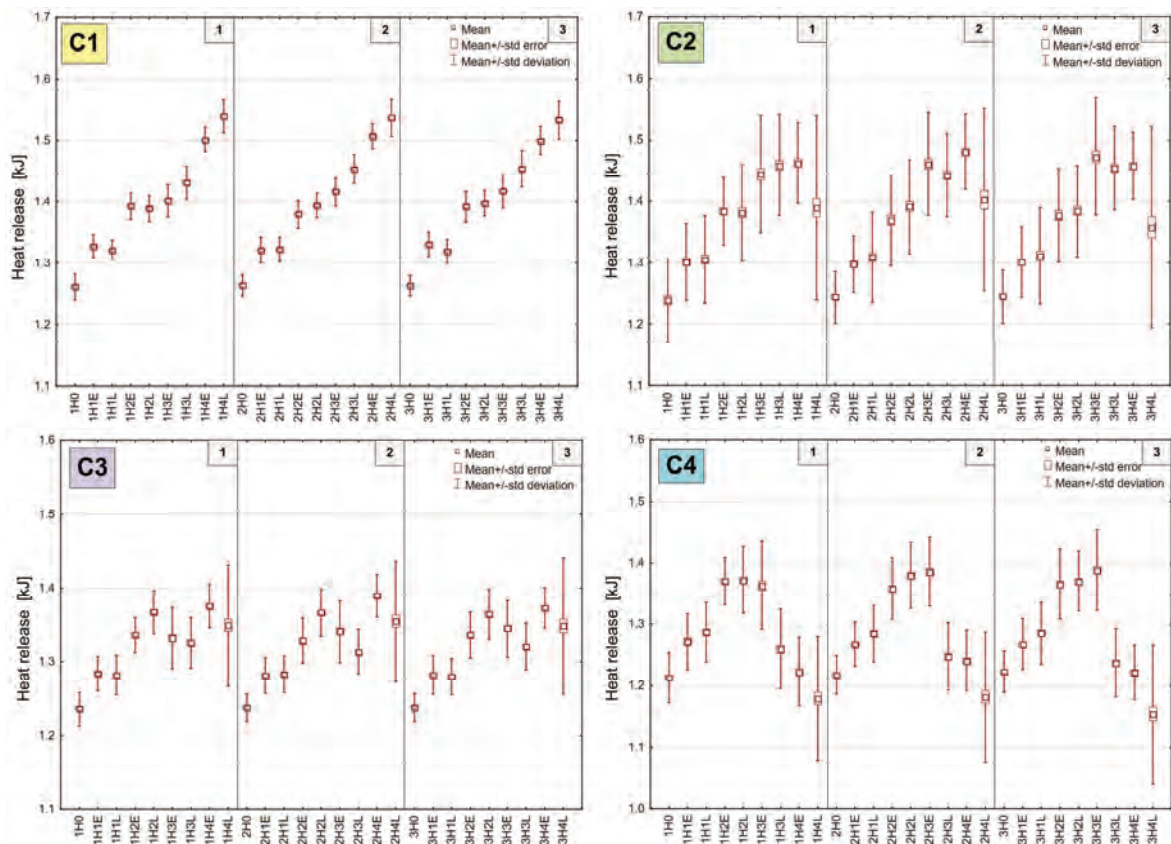 C1
1
2
3
Mean
Mean+/-std error
Mean+/-std deviation
Heat release [kJ]
1.7
1.6
1.5
1.4
1.3
1.2
1.1
1H0 1H1E 1H1L 1H2E 1H2L 1H3E 1H3L 1H4E 1H4L 2H0 2H1E 2H1L 2H2E 2H2L 2H3E 2H3L 2H4E 2H4L 3H0 3H1E 3H1L 3H2E 3H2L 3H3E 3H3L 3H4E 3H4L
C2
1
2
3
Mean
Mean+/-std error
Mean+/-std deviation
Heat release [kJ]
1.7
1.6
1.5
1.4
1.3
1.2
1.1
1H0 1H1E 1H1L 1H2E 1H2L 1H3E 1H3L 1H4E 1H4L 2H0 2H1E 2H1L 2H2E 2H2L 2H3E 2H3L 2H4E 2H4L 3H0 3H1E 3H1L 3H2E 3H2L 3H3E 3H3L 3H4E 3H4L
C3
1
2
3
Mean
Mean+/-std error
Mean+/-std deviation
Heat release [kJ]
1.6
1.5
1.4
1.3
1.2
1.1
1H0 1H1E 1H1L 1H2E 1H2L 1H3E 1H3L 1H4E 1H4L 2H0 2H1E 2H1L 2H2E 2H2L 2H3E 2H3L 2H4E 2H4L 3H0 3H1E 3H1L 3H2E 3H2L 3H3E 3H3L 3H4E 3H4L
C4
1
2
3
Mean
Mean+/-std error
Mean+/-std deviation
Heat release [kJ]
1.6
1.5
1.4
1.3
1.2
1.1
1.0
1H0 1H1E 1H1L 1H2E 1H2L 1H3E 1H3L 1H4E 1H4L 2H0 2H1E 2H1L 2H2E 2H2L 2H3E 2H3L 2H4E 2H4L 3H0 3H1E 3H1L 3H2E 3H2L 3H3E 3H3L 3H4E 3H4L